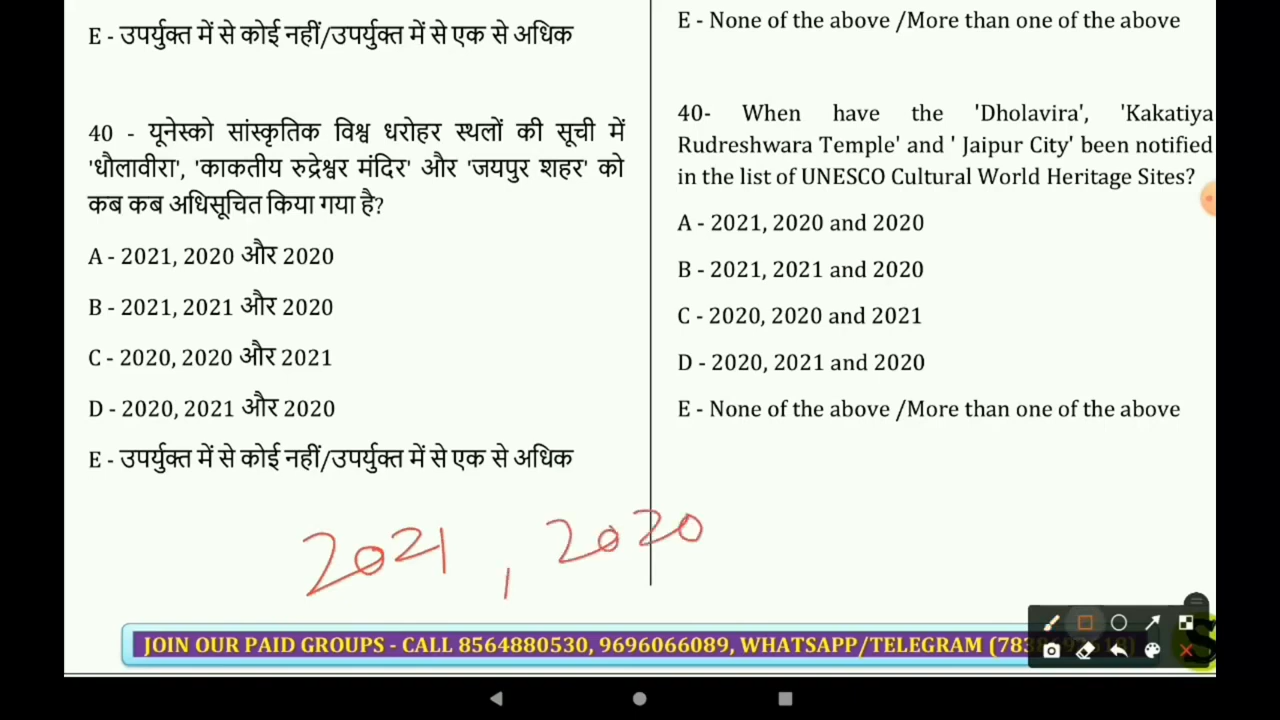 E - उपर्युक्त में से कोई नहीं/उपर्युक्त में से एक से अधिक
40 - यूनेस्को सांस्कृतिक विश्व धरोहर स्थलों की सूची में
'धौलावीरा', 'काकतीय रुद्रेश्वर मंदिर' और 'जयपुर शहर' को
कब कब अधिसूचित किया गया है?
A - 2021, 2020 और 2020
B - 2021, 2021 और 2020
C - 2020, 2020 और 2021
D - 2020, 2021 और 2020
E - उपर्युक्त में से कोई नहीं/उपर्युक्त में से एक से अधिक
E - None of the above /More than one of the above
40- When have the 'Dholavira', 'Kakatiya
Rudreshwara Temple' and ' Jaipur City' been notified
in the list of UNESCO Cultural World Heritage Sites?
A - 2021, 2020 and 2020
B - 2021, 2021 and 2020
C - 2020, 2020 and 2021
D - 2020, 2021 and 2020
E - None of the above /More than one of the above
2021 , 2020
JOIN OUR PAID GROUPS - CALL 8564880530, 9696066089, WHATSAPP/TELEGRAM